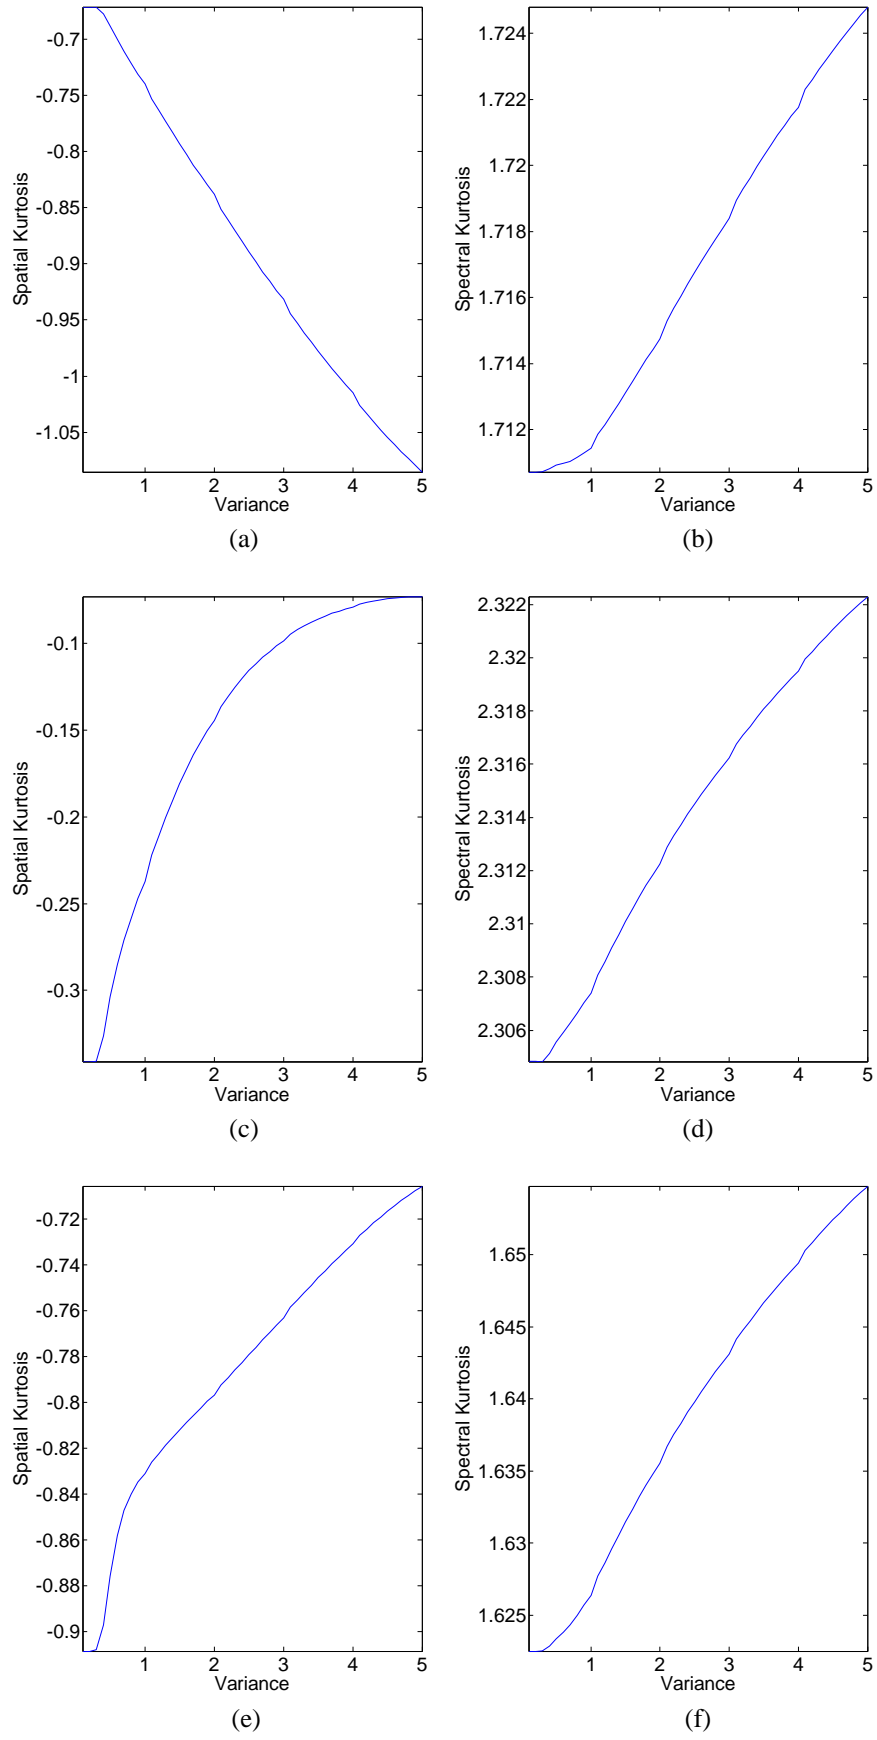 -0.7
-0.75
-0.8
-0.85
-0.9
-0.95
-1
-1.05
Spatial Kurtosis
1 2 3 4 5
Variance
(a)
1.724
1.722
1.72
1.718
1.716
1.714
1.712
Spectral Kurtosis
1 2 3 4 5
Variance
(b)
-0.1
-0.15
-0.2
-0.25
-0.3
Spatial Kurtosis
1 2 3 4 5
Variance
(c)
2.322
2.32
2.318
2.316
2.314
2.312
2.31
2.308
2.306
Spectral Kurtosis
1 2 3 4 5
Variance
(d)
-0.72
-0.74
-0.76
-0.78
-0.8
-0.82
-0.84
-0.86
-0.88
-0.9
Spatial Kurtosis
1 2 3 4 5
Variance
(e)
1.65
1.645
1.64
1.635
1.63
1.625
Spectral Kurtosis
1 2 3 4 5
Variance
(f)